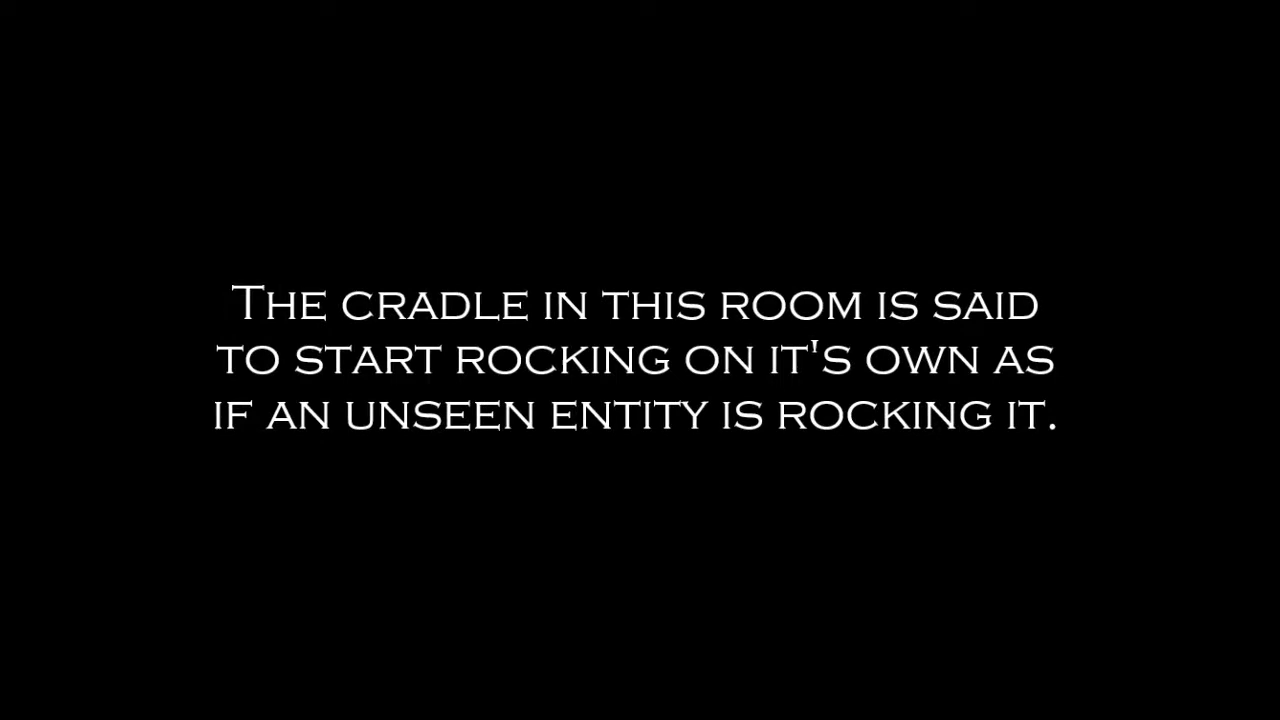 The cradle in this room is said
to start rocking on it's own as
if an unseen entity is rocking it.